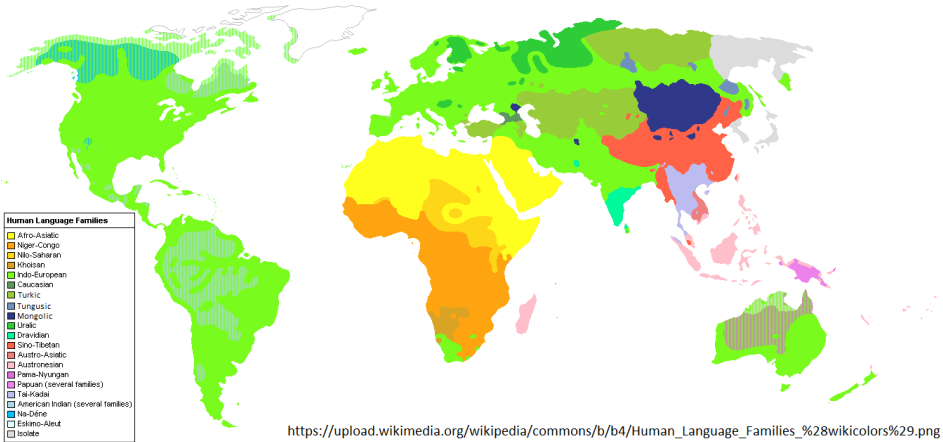 Human Language Families
Afro-Asiatic
Niger-Congo
Nilo-Saharan
Khoisan
Indo-European
Caucasian
Turkic
Tungusic
Mongolic
Uralic
Dravidian
Sino-Tibetan
Austro-Asiatic
Austronesian
Pama-Nyungan
Papuan (several families)
Tai-Kadai
American Indian (several families)
Na-Déne
Eskimo-Aleut
Isolate
https://upload.wikimedia.org/wikipedia/commons/b/b4/Human_Language_Families_%28wikicolors%29.png